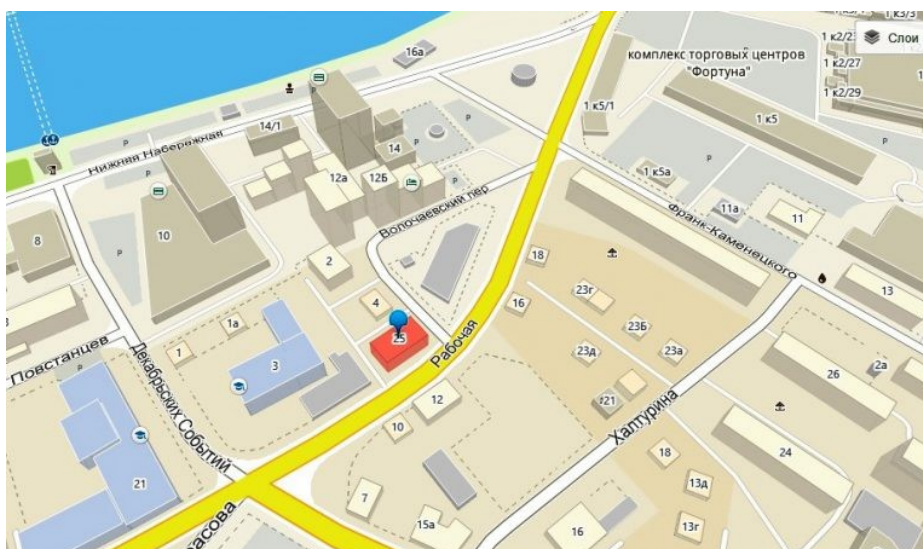 1 к3/3
16а
1 к2/23
Слои
комплекс торговых центров
"Фортуна"
1 к2/27
1 к2/29
P
1 к5/1
1 к5
14/1
P
P
P
14
P
Нижняя Набережная
12а
12Б
1 к5а
P
Волочаевский пер
11а
11
Франк-Каменецкого
8
10
P
2
18
13
23г
4
16
1
1а
25
23Б
Рабочая
23д
23а
Повстанцев
P
3
Декабрьских Событий
26
2а
12
21
Халтурина
10
18
24
21
13д
7
15а
16
13г